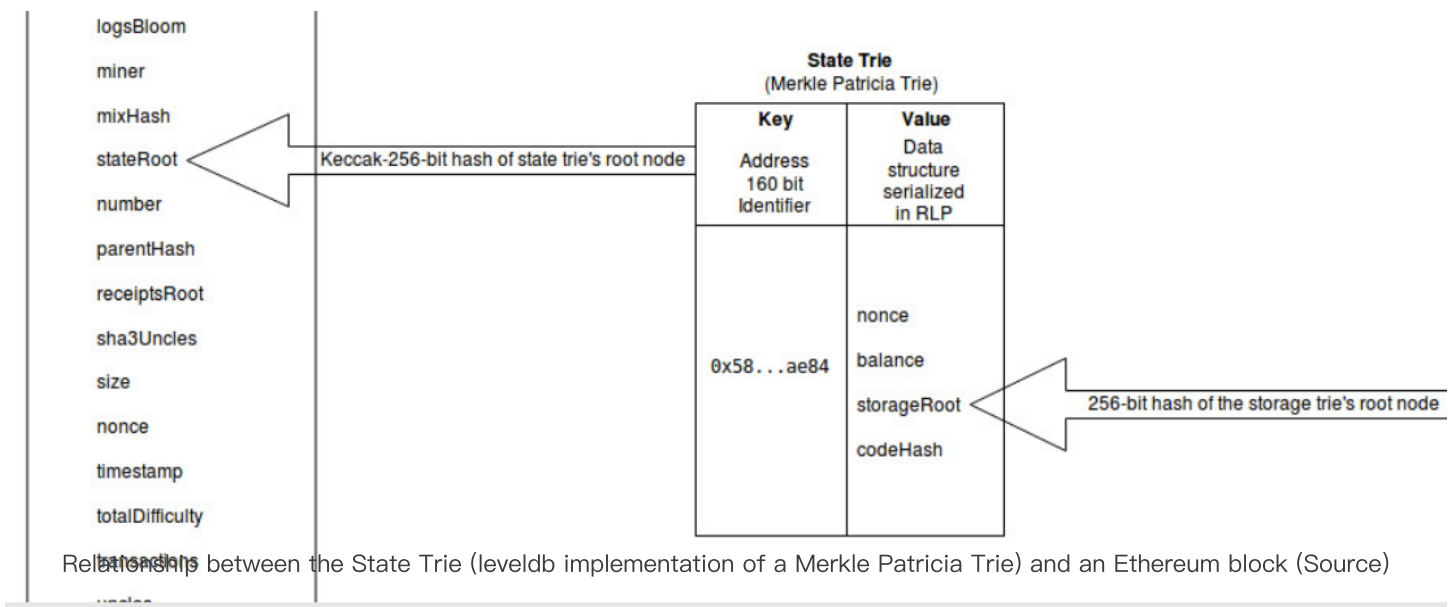 logsBloom
miner
mixHash
stateRoot
number
parentHash
receiptsRoot
sha3Uncles
size
nonce
timestamp
totalDifficulty
transactions
Keccak-256-bit hash of state trie's root node
State Trie
(Merkle Patricia Trie)
Key
Address
160 bit
Identifier
Value
Data
structure
serialized
in RLP
0x58...ae84
nonce
balance
storageRoot
codeHash
256-bit hash of the storage trie's root node
Relationship between the State Trie (leveldb implementation of a Merkle Patricia Trie) and an Ethereum block (Source)